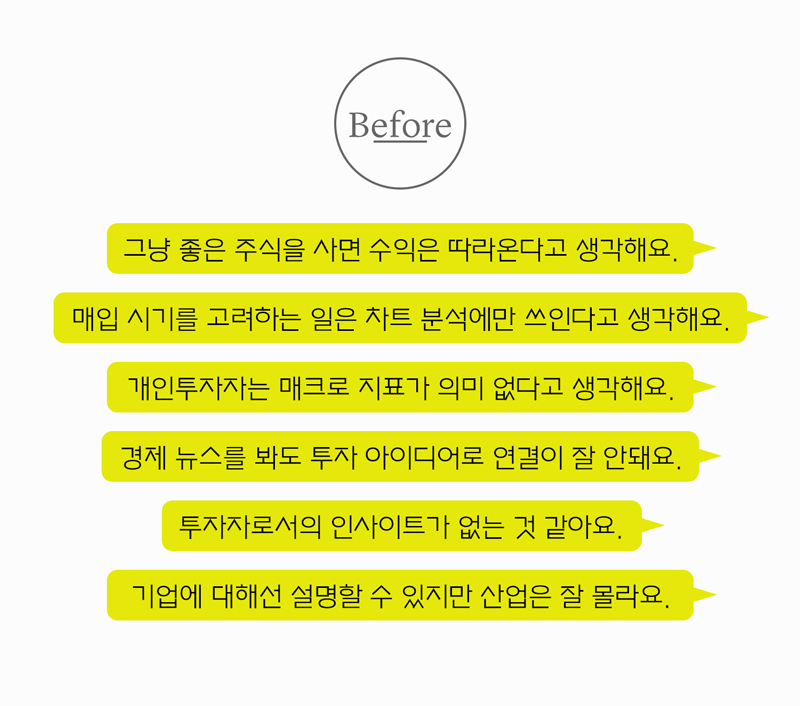 Before
그냥 좋은 주식을 사면 수익은 따라온다고 생각해요.
매입 시기를 고려하는 일은 차트 분석에만 쓰인다고 생각해요.
개인투자자는 매크로 지표가 의미 없다고 생각해요.
경제 뉴스를 봐도 투자 아이디어로 연결이 잘 안돼요.
투자자로서의 인사이트가 없는 것 같아요.
기업에 대해선 설명할 수 있지만 산업은 잘 몰라요.